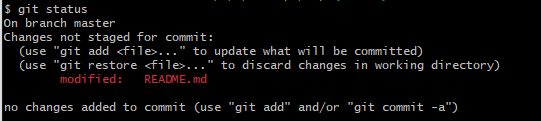 $ git status
On branch master
Changes not staged for commit:
  (use "git add <file>..." to update what will be committed)
  (use "git restore <file>..." to discard changes in working directory)
        modified:   README.md

no changes added to commit (use "git add" and/or "git commit -a")